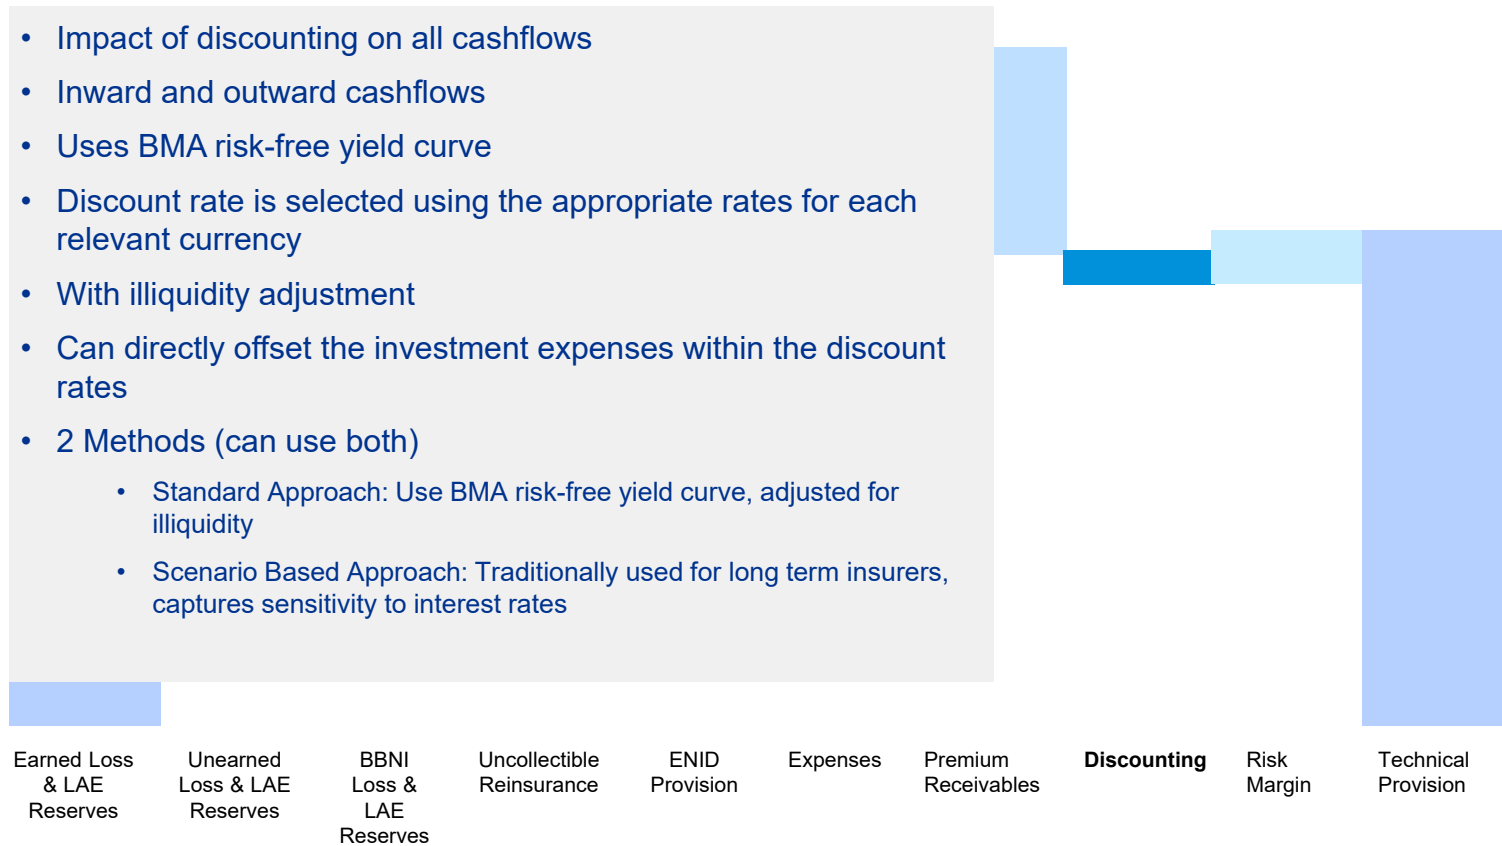 • Impact of discounting on all cashflows
• Inward and outward cashflows
• Uses BMA risk-free yield curve
• Discount rate is selected using the appropriate rates for each
relevant currency
• With illiquidity adjustment
• Can directly offset the investment expenses within the discount
rates
• 2 Methods (can use both)
• Standard Approach: Use BMA risk-free yield curve, adjusted for
illiquidity
• Scenario Based Approach: Traditionally used for long term insurers,
captures sensitivity to interest rates
Earned Loss
& LAE
Reserves
Unearned
Loss & LAE
Reserves
BBNI
Loss &
LAE
Reserves
Uncollectible
Reinsurance
ENID
Provision
Expenses
Premium
Receivables
Discounting
Risk
Margin
Technical
Provision